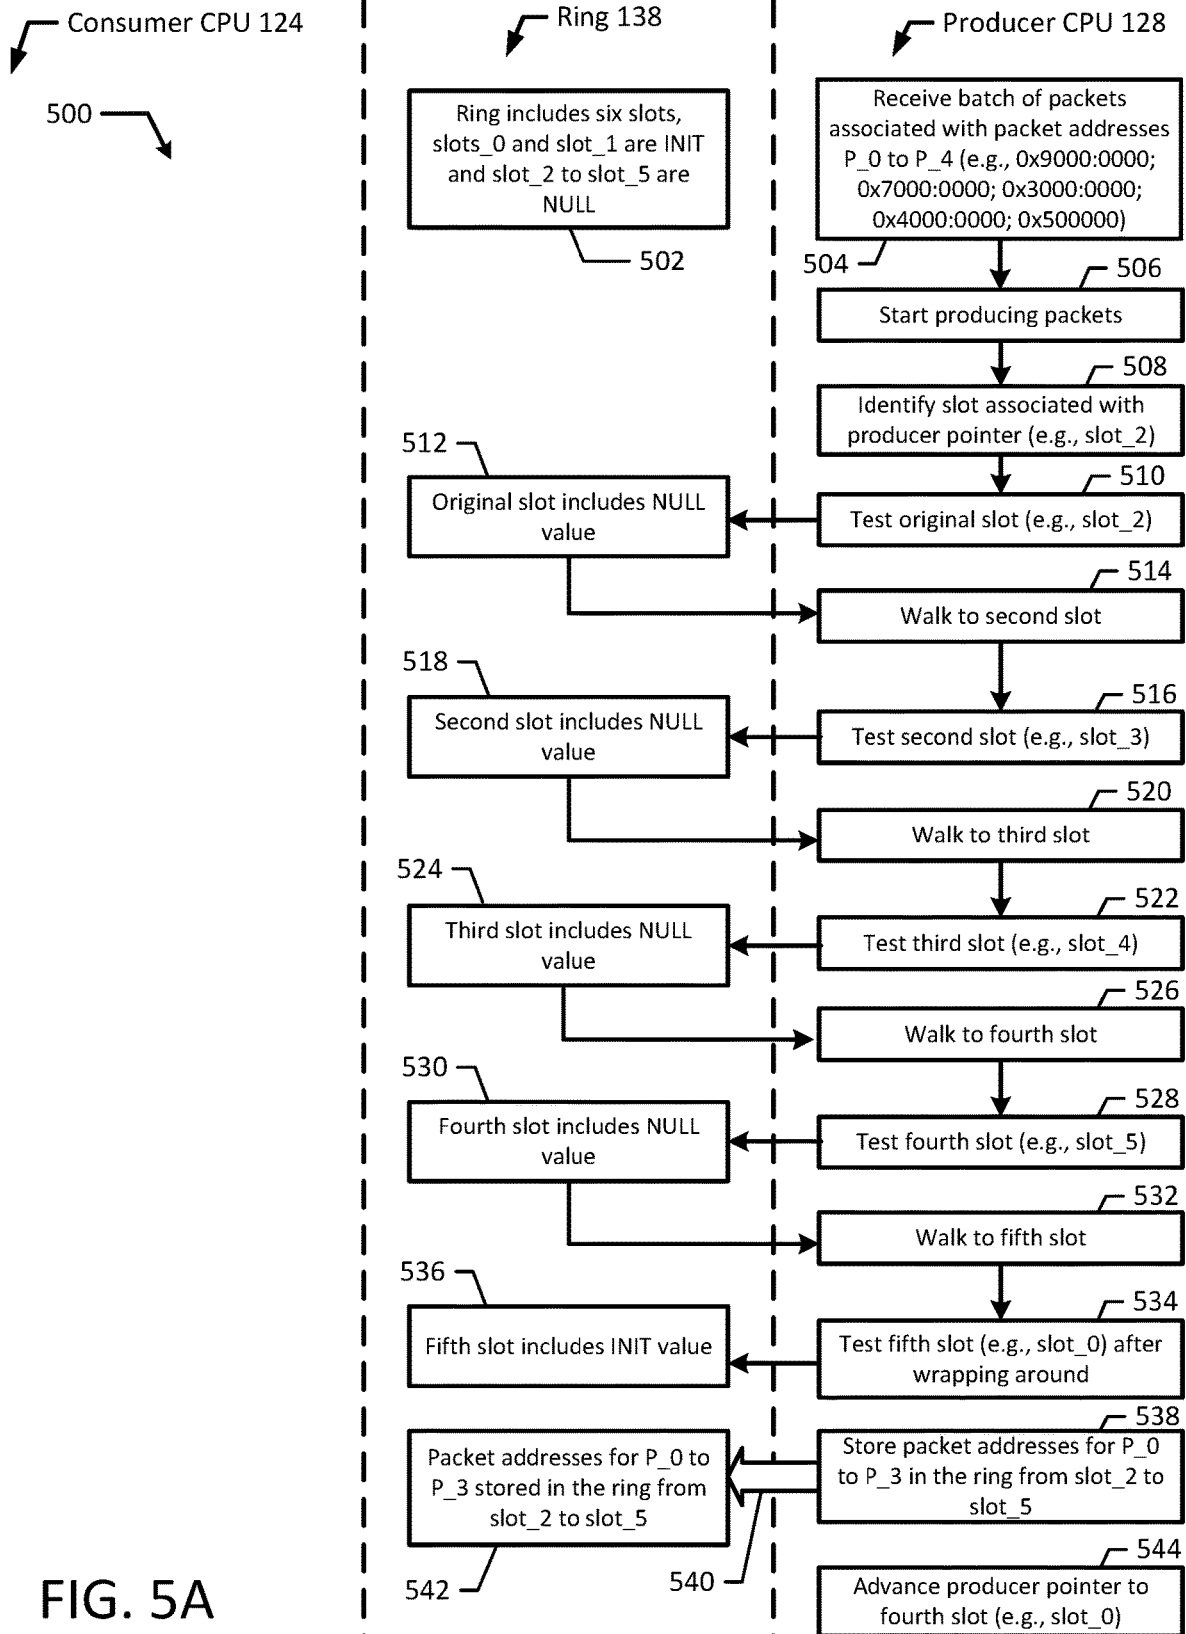 Consumer CPU 124
Ring 138
Producer CPU 128
500
Ring includes six slots,
slots_0 and slot_1 are INIT
and slot_2 to slot_5 are
NULL
502
Receive batch of packets
associated with packet addresses
P_0 to P_4 (e.g., 0x9000:0000;
0x7000:0000; 0x3000:0000;
0x4000:0000; 0x500000)
504
506
Start producing packets
508
Identify slot associated with
producer pointer (e.g., slot_2)
512
510
Original slot includes NULL
value
Test original slot (e.g., slot_2)
514
Walk to second slot
518
516
Second slot includes NULL
value
Test second slot (e.g., slot_3)
520
Walk to third slot
524
522
Third slot includes NULL
value
Test third slot (e.g., slot_4)
526
Walk to fourth slot
530
528
Fourth slot includes NULL
value
Test fourth slot (e.g., slot_5)
532
Walk to fifth slot
536
534
Fifth slot includes INIT value
Test fifth slot (e.g., slot_0) after
wrapping around
538
Packet addresses for P_0 to
P_3 stored in the ring from
slot_2 to slot_5
Store packet addresses for P_0
to P_3 in the ring from slot_2 to
slot_5
542
540
544
Advance producer pointer to
fourth slot (e.g., slot_0)
FIG. 5A